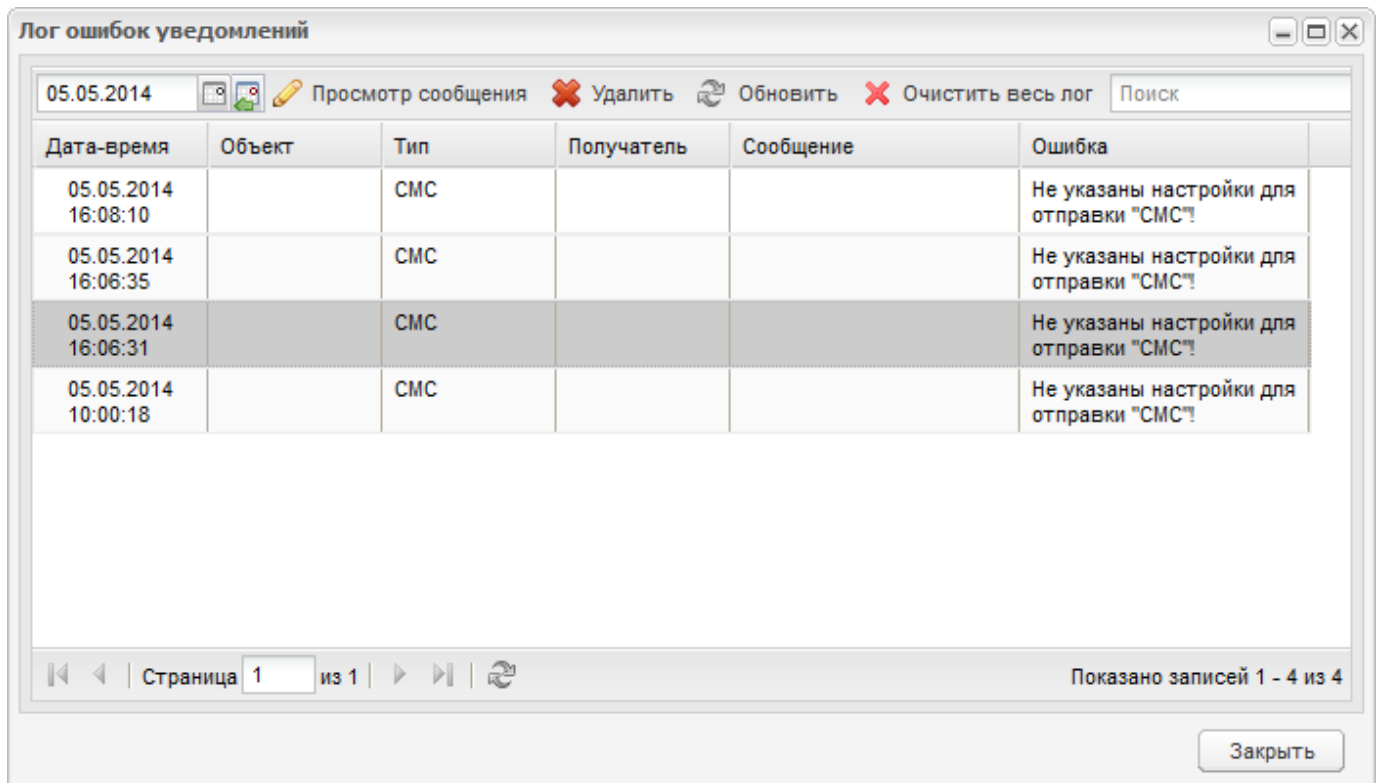 Лог ошибок уведомлений
05.05.2014 Просмотр сообщения Удалить Обновить Очистить весь лог Поиск
Дата-время Объект Тип Получатель Сообщение Ошибка
05.05.2014 СМС Не указаны настройки для
16:08:10 отправки "СМС"!
05.05.2014 СМС Не указаны настройки для
16:06:35 отправки "СМС"!
05.05.2014 СМС Не указаны настройки для
16:06:31 отправки "СМС"!
05.05.2014 СМС Не указаны настройки для
10:00:18 отправки "СМС"!
Страница 1 из 1 Показано записей 1 - 4 из 4
Закрыть